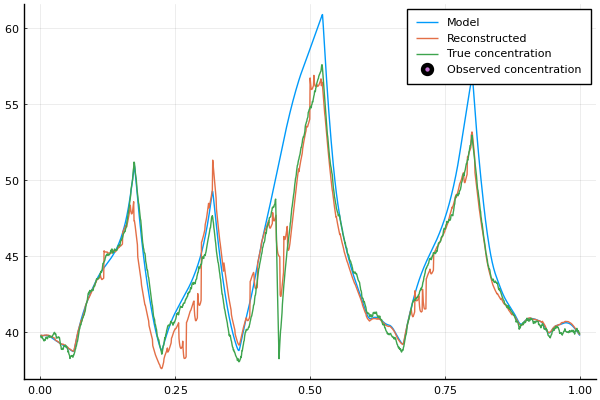 Model
Reconstructed
True concentration
Observed concentration
60
55
50
45
40
0.00
0.25
0.50
0.75
1.00